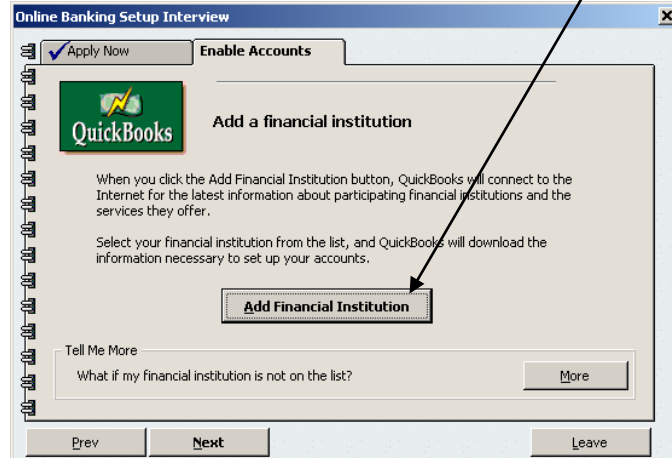 Online Banking Setup Interview
Apply Now
Enable Accounts
QuickBooks
Add a financial institution
When you click the Add Financial Institution button, QuickBooks will connect to the
Internet for the latest information about participating financial institutions and the
services they offer.
Select your financial institution from the list, and QuickBooks will download the
information necessary to set up your accounts.
Add Financial Institution
Tell Me More
What if my financial institution is not on the list?
More
Prev
Next
Leave